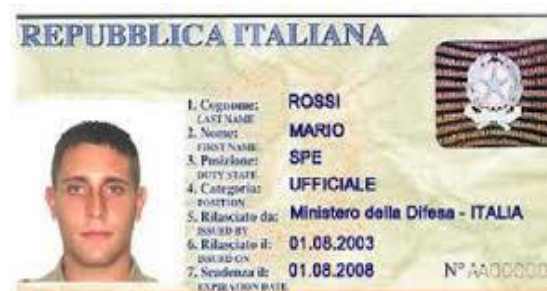 REPUBBLICA ITALIANA
1. Cognome: ROSSI
LAST NAME
2. Nome: MARIO
FIRST NAME
3. Posizione: SPE
DUTY STATE
4. Categoria: UFFICIALE
POSITION
5. Rilasciato da: Ministero della Difesa - ITALIA
ISSUED BY
6. Rilasciato il: 01.08.2003
ISSUED ON
7. Scadenza il: 01.08.2008 N°
EXPIRATION DATE